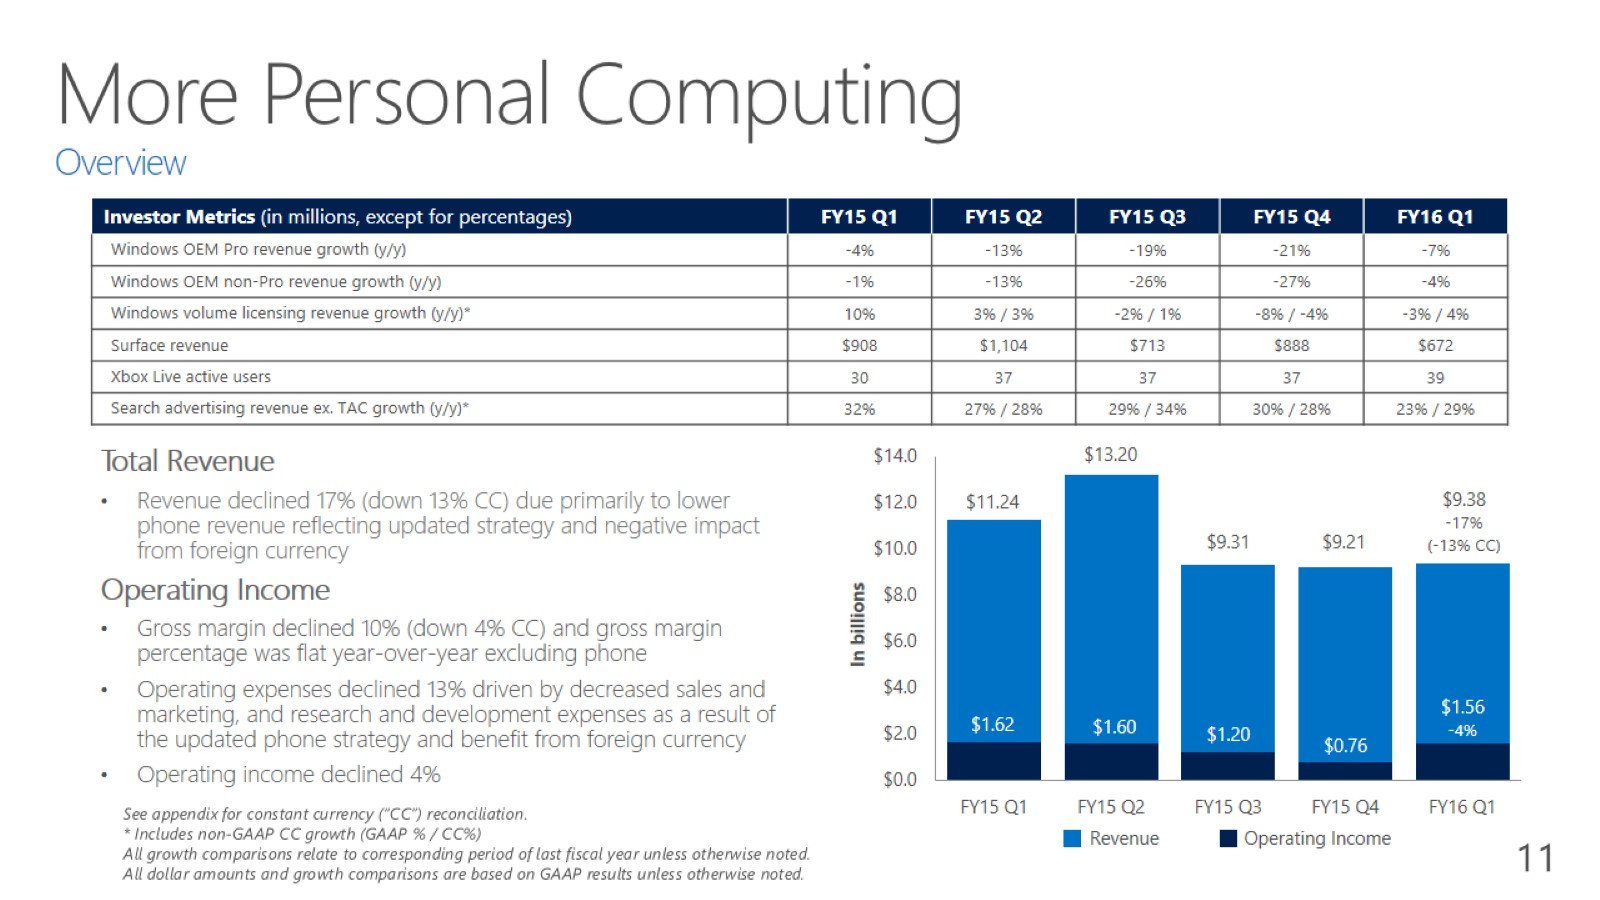 More Personal Computing
Overview
Investor Metrics (in millions, except for percentages) FY15 Q1 FY15 Q2 FY15 Q3 FY15 Q4 FY16 Q1
Windows OEM Pro revenue growth (y/y) -4% -13% -19% -21% -7%
Windows OEM non-Pro revenue growth (y/y) -1% -13% -26% -27% -4%
Windows volume licensing revenue growth (y/y)* 10% 3% / 3% -2% / 1% -8% / -4% -3% / 4%
Surface revenue $908 $1,104 $713 $888 $672
Xbox Live active users 30 37 37 37 39
Search advertising revenue ex. TAC growth (y/y)* 32% 27% / 28% 29% / 34% 30% / 28% 23% / 29%
Total Revenue
• Revenue declined 17% (down 13% CC) due primarily to lower
phone revenue reflecting updated strategy and negative impact
from foreign currency
Operating Income
• Gross margin declined 10% (down 4% CC) and gross margin
percentage was flat year-over-year excluding phone
• Operating expenses declined 13% driven by decreased sales and
marketing, and research and development expenses as a result of
the updated phone strategy and benefit from foreign currency
• Operating income declined 4%
See appendix for constant currency ("CC") reconciliation.
* Includes non-GAAP CC growth (GAAP % / CC%)
All growth comparisons relate to corresponding period of last fiscal year unless otherwise noted.
All dollar amounts and growth comparisons are based on GAAP results unless otherwise noted.
In billions
$14.0
$12.0
$10.0
$8.0
$6.0
$4.0
$2.0
$0.0
$11.24
$13.20
$9.31
$9.21
$9.38
-17%
(-13% CC)
$1.62
$1.60
$1.20
$0.76
$1.56
-4%
FY15 Q1 FY15 Q2 FY15 Q3 FY15 Q4 FY16 Q1
Revenue Operating Income
11